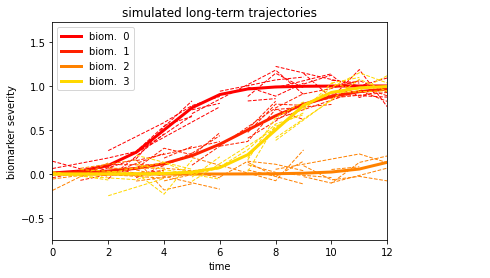 simulated long-term trajectories
biom. 0
biom. 1
biom. 2
biom. 3
biomarker severity
1.5
1.0
0.5
0.0
−0.5
0 2 4 6 8 10 12
time